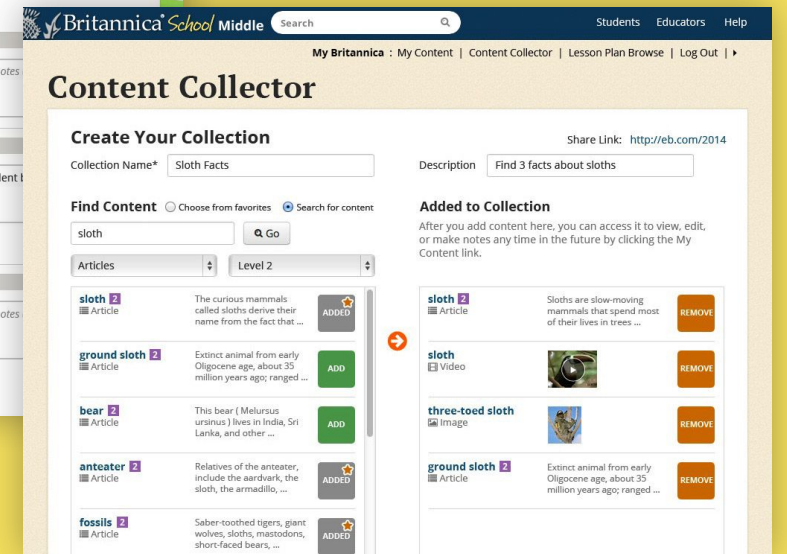 Britannica® School Middle Search Students Educators Help
My Britannica : My Content | Content Collector | Lesson Plan Browse | Log Out |
Content Collector
Create Your Collection
Share Link: http://eb.com/2014
Collection Name* Sloth Facts
Description Find 3 facts about sloths
Find Content Choose from favorites Search for content
sloth Go
Articles Level 2
sloth 2
Article
The curious mammals
called sloths derive their
name from the fact that ...
ADDED
ground sloth 2
Article
Extinct animal from early
Oligocene age, about 35
million years ago; ranged ...
ADD
bear 2
Article
This bear ( Melursus
ursinus ) lives in India, Sri
Lanka, and other ...
ADD
anteater 2
Article
Relatives of the anteater,
include the aardvark, the
sloth, the armadillo, ...
ADDED
fossils 2
Article
Saber-toothed tigers, giant
wolves, sloths, mastodons,
short-faced bears, ...
ADDED
Added to Collection
After you add content here, you can access it to view, edit,
or make notes any time in the future by clicking the My
Content link.
sloth 2
Article
Sloths are slow-moving
mammals that spend most
of their lives in trees ...
REMOVE
sloth
Video
REMOVE
three-toed sloth
Image
REMOVE
ground sloth 2
Article
Extinct animal from early
Oligocene age, about 35
million years ago; ranged ...
REMOVE